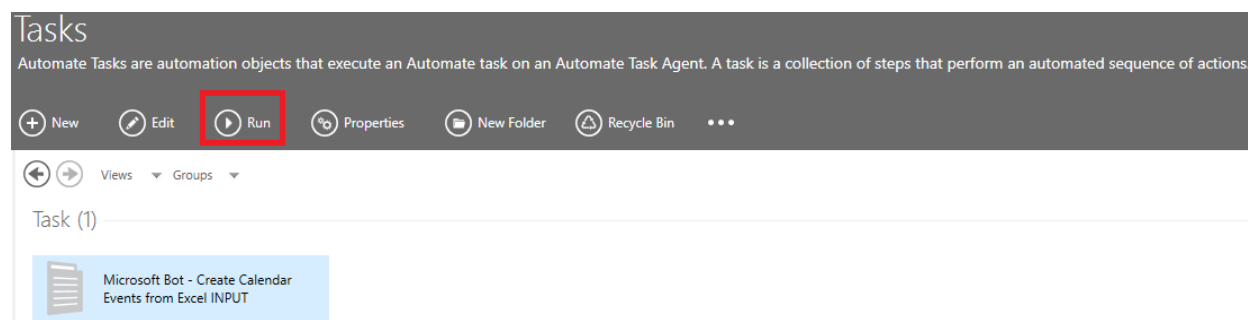 Tasks
Automate Tasks are automation objects that execute an Automate task on an Automate Task Agent. A task is a collection of steps that perform an automated sequence of actions.
New Edit Run Properties New Folder Recycle Bin •••
Views Groups
Task (1)
Microsoft Bot - Create Calendar
Events from Excel INPUT